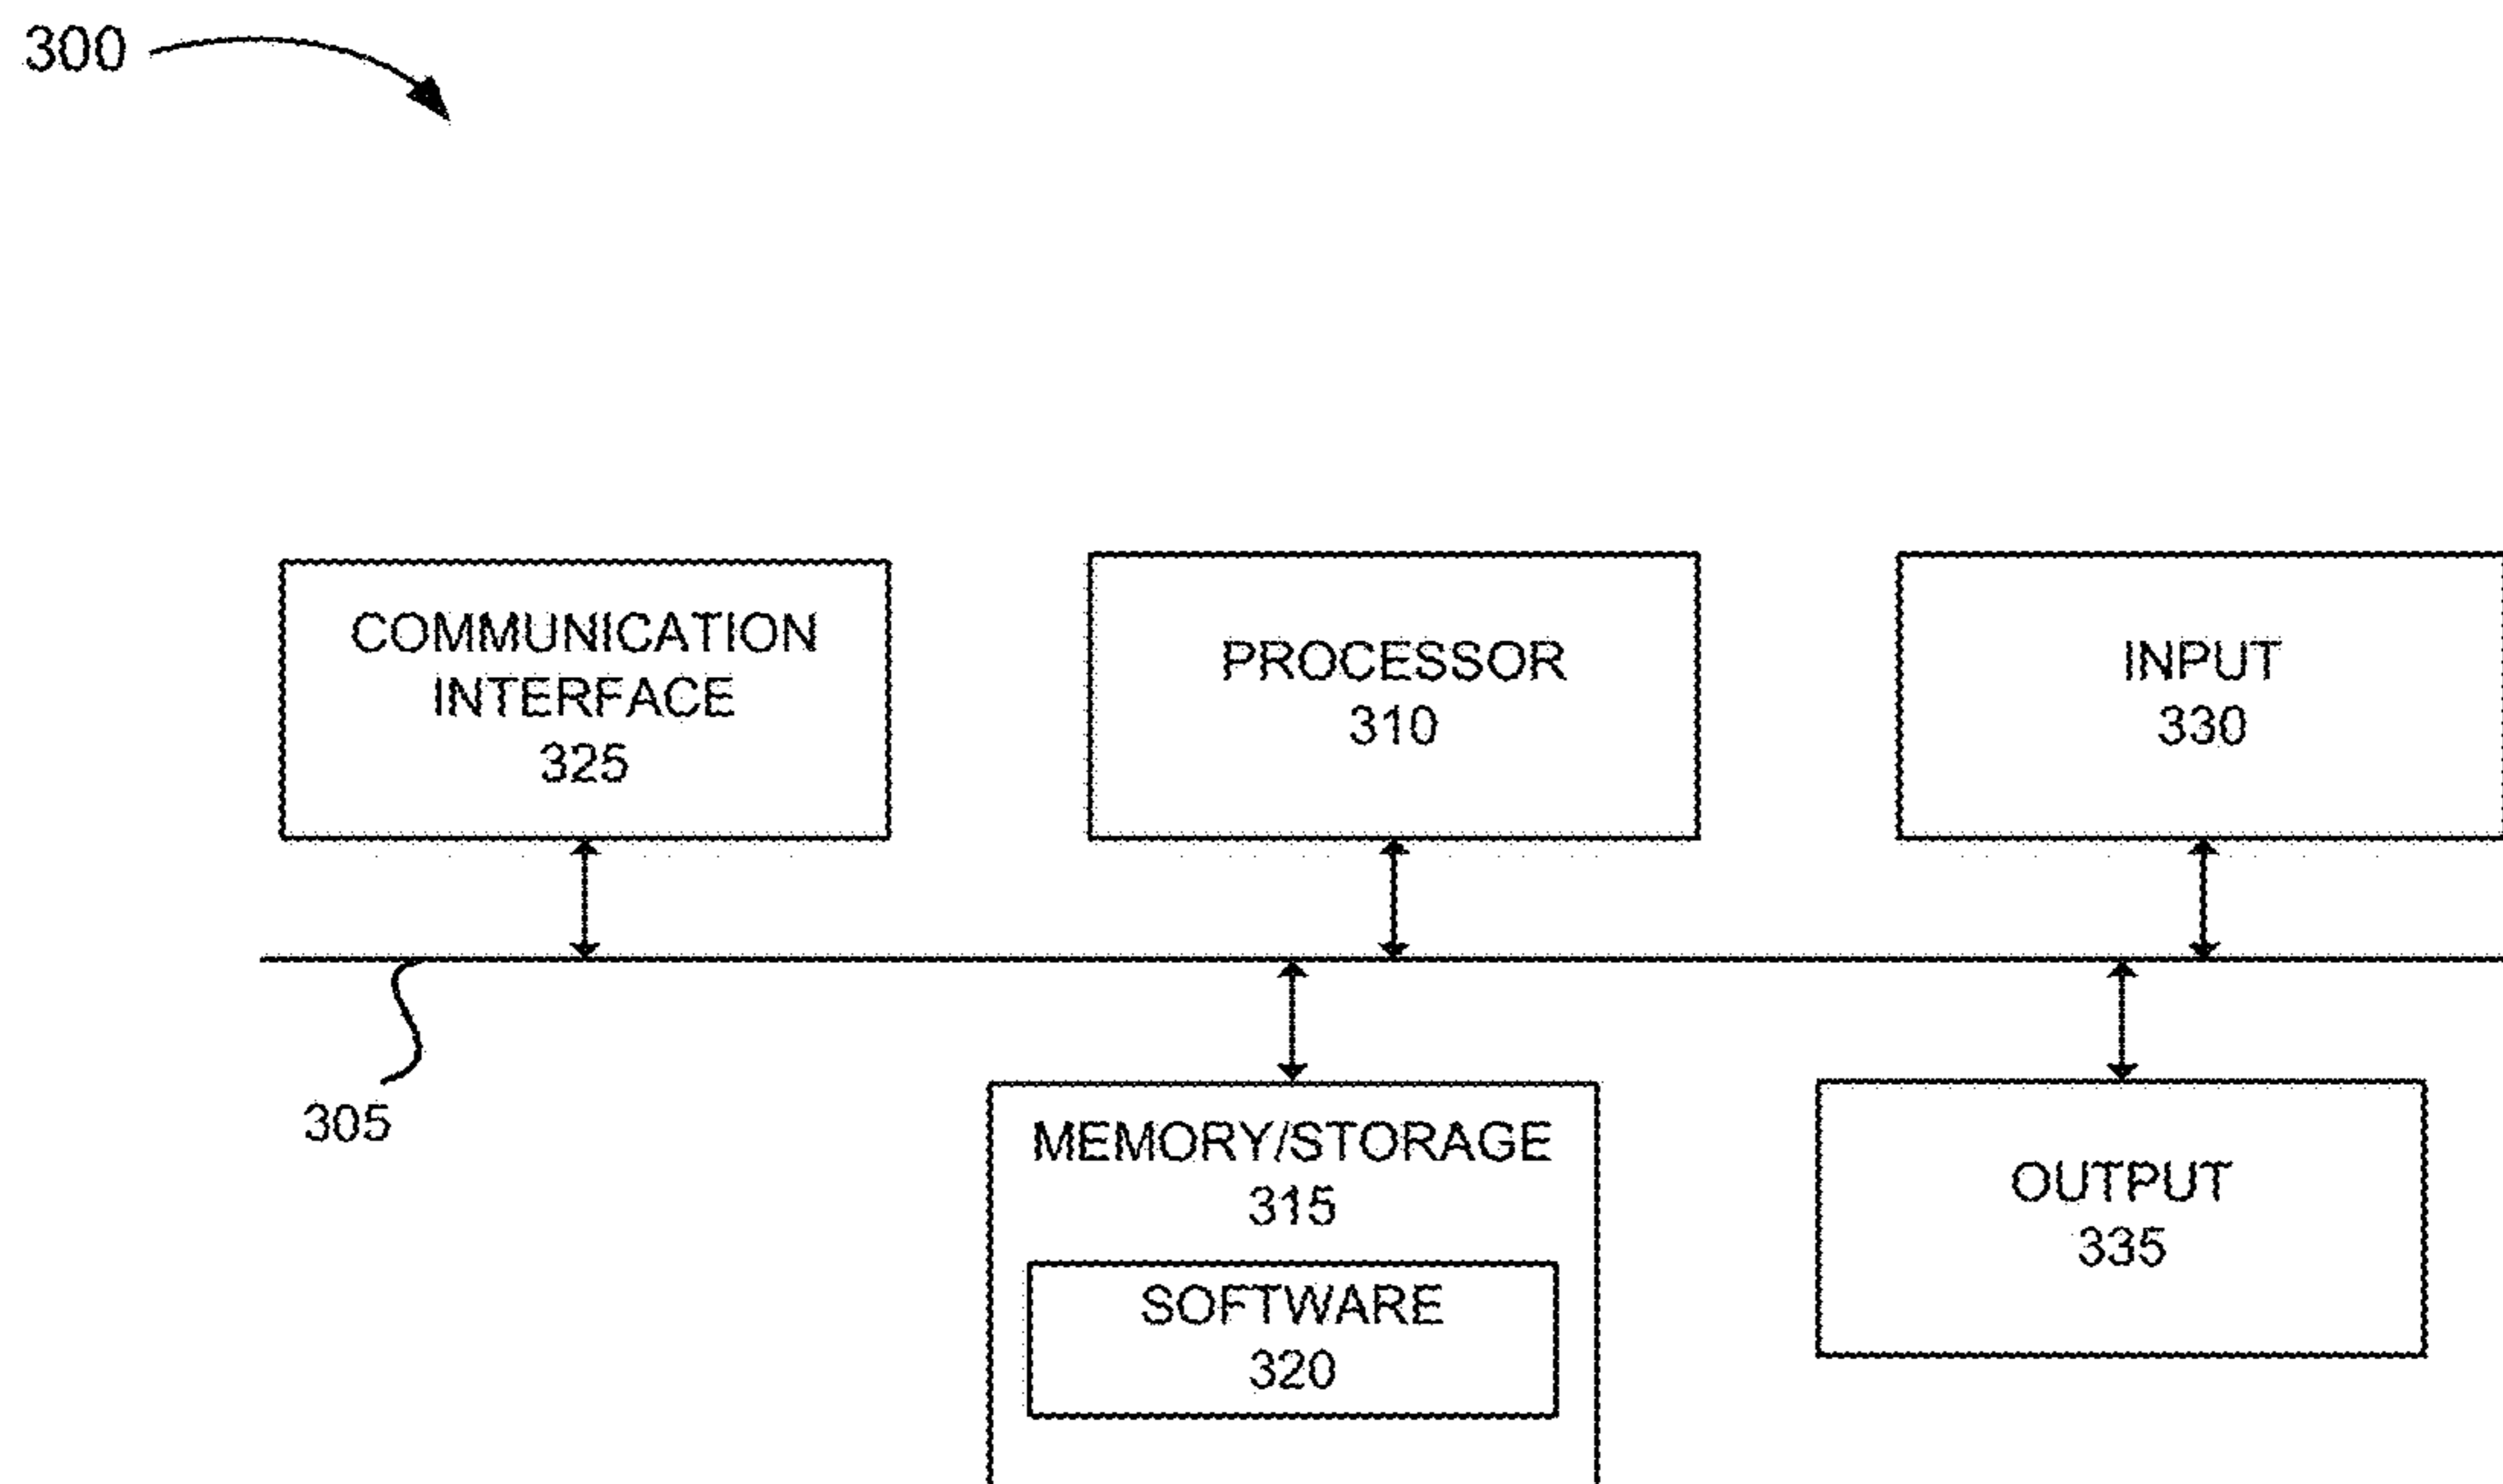 300
COMMUNICATION
INTERFACE
325
PROCESSOR
310
INPUT
330
305
MEMORY/STORAGE
315
SOFTWARE
320
OUTPUT
335